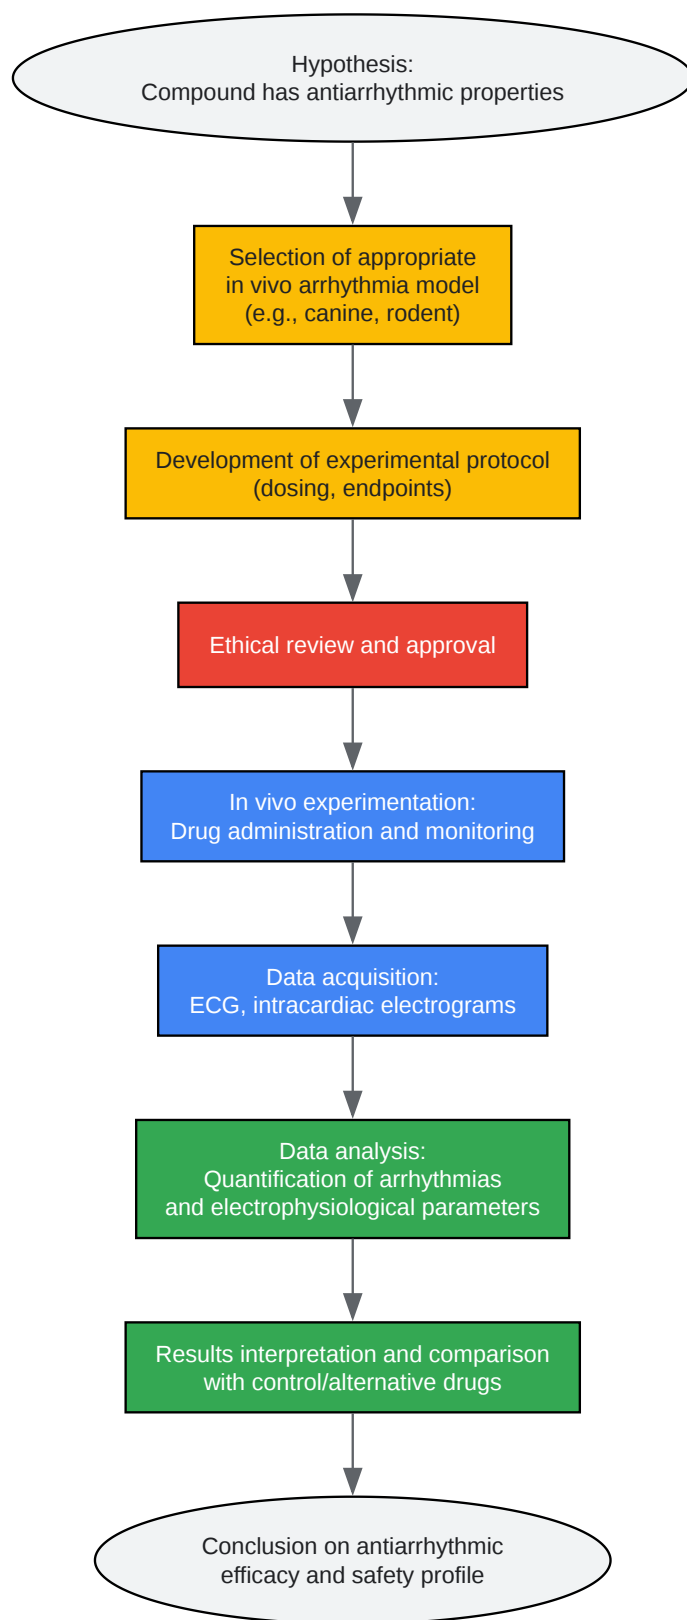 Hypothesis:
Compound has antiarrhythmic properties
Selection of appropriate
in vivo arrhythmia model
(e.g., canine, rodent)
Development of experimental protocol
(dosing, endpoints)
Ethical review and approval
In vivo experimentation:
Drug administration and monitoring
Data acquisition:
ECG, intracardiac electrograms
Data analysis:
Quantification of arrhythmias
and electrophysiological parameters
Results interpretation and comparison
with control/alternative drugs
Conclusion on antiarrhythmic
efficacy and safety profile